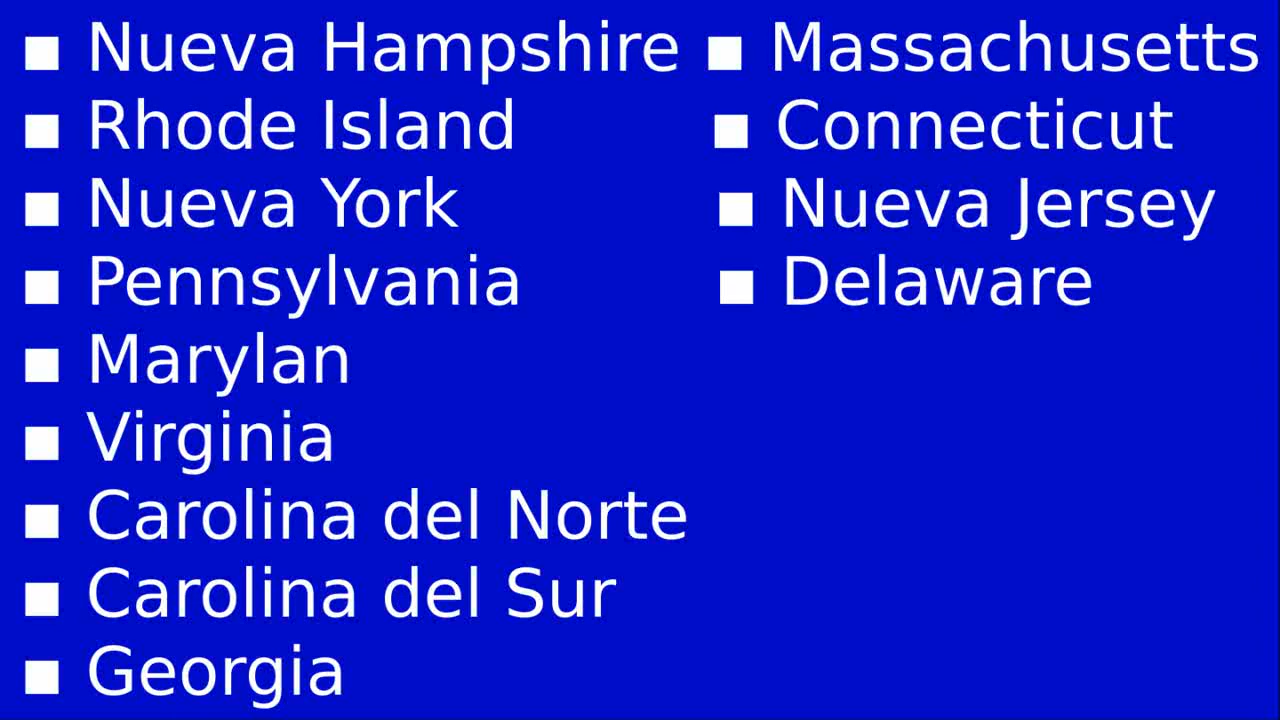 ▪ Nueva Hampshire ▪ Massachusetts
▪ Rhode Island ▪ Connecticut
▪ Nueva York ▪ Nueva Jersey
▪ Pennsylvania ▪ Delaware
▪ Marylan
▪ Virginia
▪ Carolina del Norte
▪ Carolina del Sur
▪ Georgia